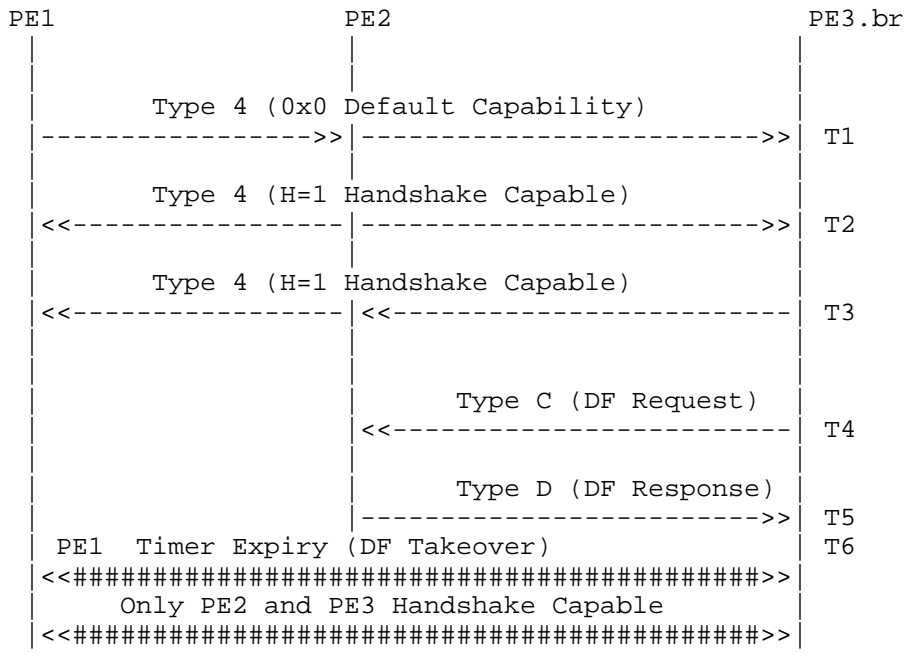 PE1 PE2 PE3.br
Type 4 (0x0 Default Capability)
|----------------->>|------------------------->>| T1
Type 4 (H=1 Handshake Capable)
|<<-----------------|------------------------->>| T2
Type 4 (H=1 Handshake Capable)
|<<-----------------|<<-------------------------| T3
Type C (DF Request)
|<<-------------------------| T4
Type D (DF Response)
|------------------------->>| T5
| PE1 Timer Expiry (DF Takeover) | T6
|<<###########################################>>|
Only PE2 and PE3 Handshake Capable
|<<###########################################>>|